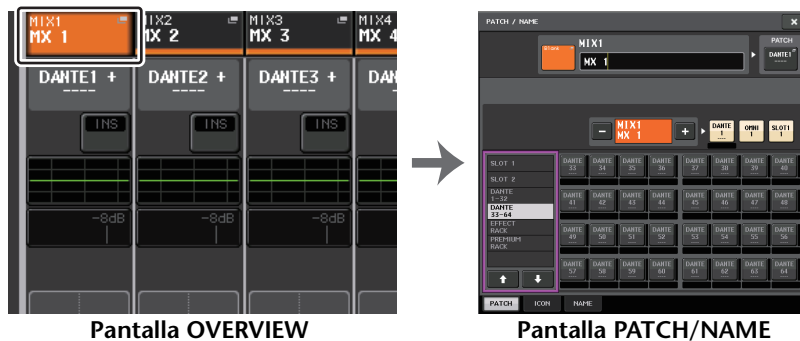 MIX1 MIX2 MIX3 MIX4
MX 1 MX 2 MX 3 MX 4
DANTE1 + DANTE2 + DANTE3 + DAN
---- ---- ----
INS INS INS
-8dB -8dB -8dB
Pantalla OVERVIEW
PATCH / NAME
MIX1 PATCH
MX 1 DANTE1
----
MIX1
MX 1
- + DANTE 1 OMNI 1 SLOT1 1
SLOT 1
SLOT 2
DANTE 1-32
DANTE 33-64
EFFECT RACK
PREMIUM RACK
DANTE 33 DANTE 34 DANTE 35 DANTE 36 DANTE 37 DANTE 38 DANTE 39 DANTE 40
DANTE 41 DANTE 42 DANTE 43 DANTE 44 DANTE 45 DANTE 46 DANTE 47 DANTE 48
DANTE 49 DANTE 50 DANTE 51 DANTE 52 DANTE 53 DANTE 54 DANTE 55 DANTE 56
DANTE 57 DANTE 58 DANTE 59 DANTE 60 DANTE 61 DANTE 62 DANTE 63 DANTE 64
PATCH ICON NAME
Pantalla PATCH/NAME